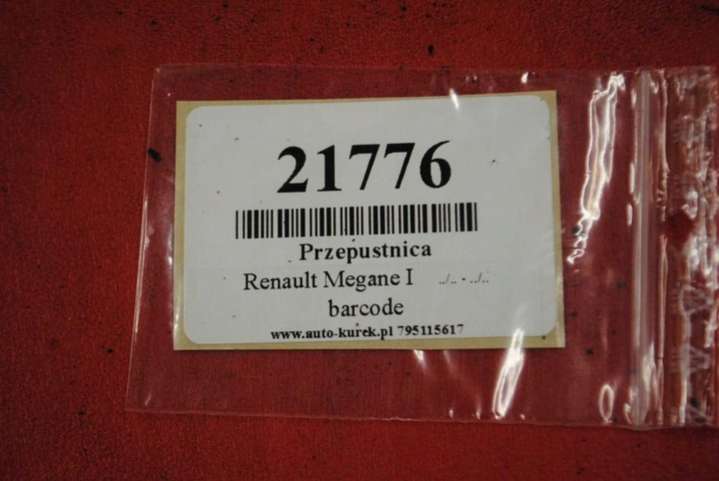 21776
Przepustnica
Renault Megane I ../.. - ../..
barcode
www.auto-kurek.pl 795115617